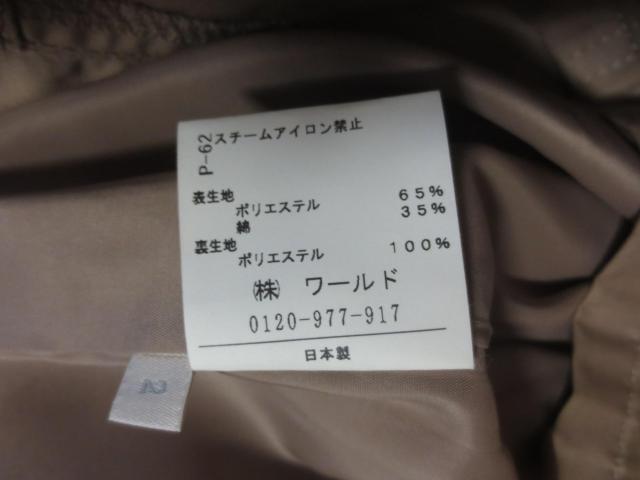 P-62
スチームアイロン禁止
表生地
ポリエステル 65%
綿 35%
裏生地
ポリエステル 100%
㈱ ワールド
0120-977-917
日本製